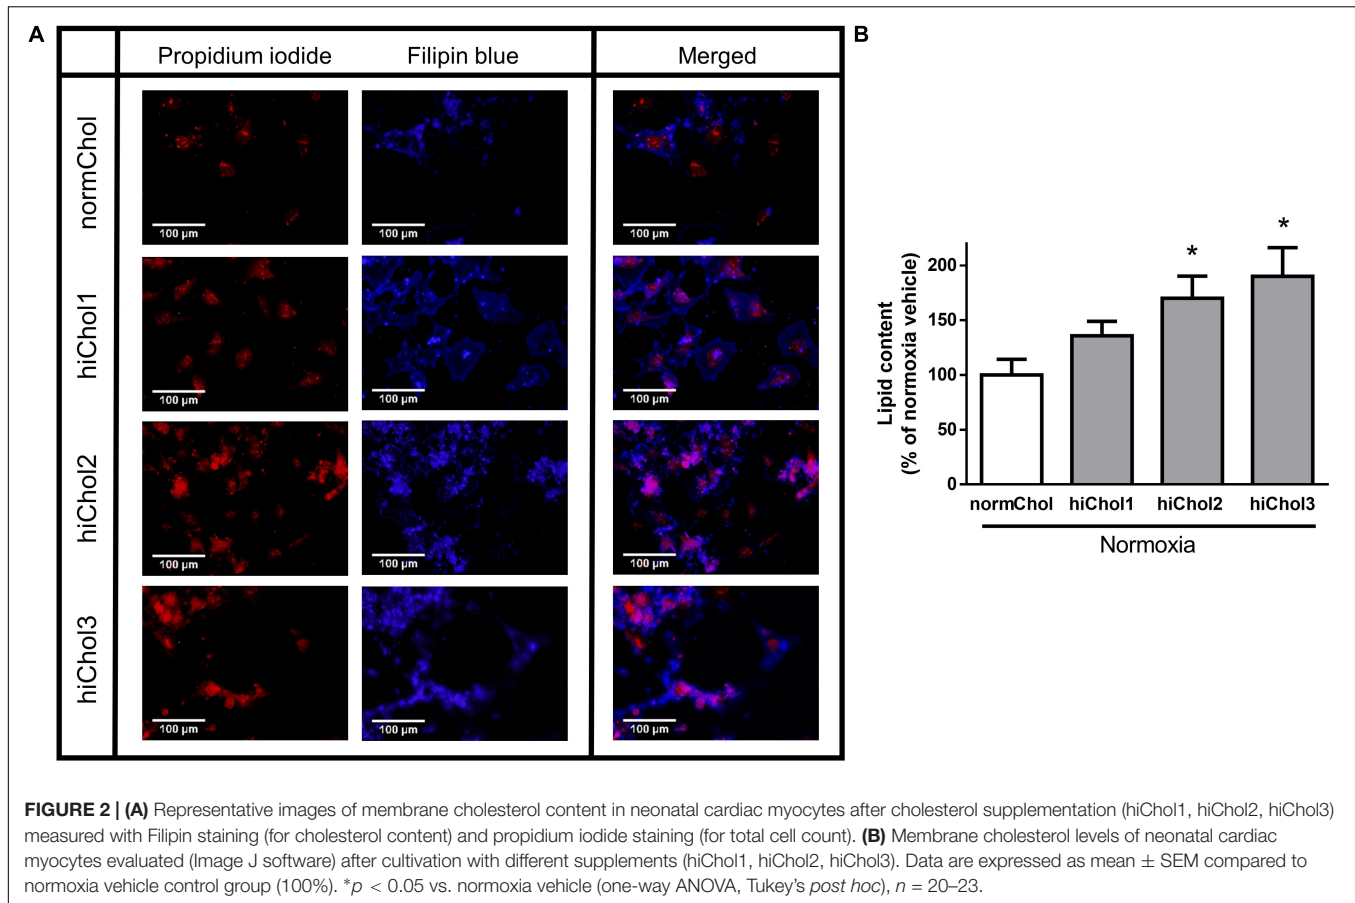 A
Propidium iodide Filipin blue Merged
normChol
100 µm 100 µm 100 µm
hiChol1
100 µm 100 µm 100 µm
hiChol2
100 µm 100 µm 100 µm
hiChol3
100 µm 100 µm 100 µm
B
Lipid content
(% of normoxia vehicle)
200
150
100
50
0
* *
normChol hiChol1 hiChol2 hiChol3
Normoxia
FIGURE 2 | (A) Representative images of membrane cholesterol content in neonatal cardiac myocytes after cholesterol supplementation (hiChol1, hiChol2, hiChol3)
measured with Filipin staining (for cholesterol content) and propidium iodide staining (for total cell count). (B) Membrane cholesterol levels of neonatal cardiac
myocytes evaluated (Image J software) after cultivation with different supplements (hiChol1, hiChol2, hiChol3). Data are expressed as mean ± SEM compared to
normoxia vehicle control group (100%). *p < 0.05 vs. normoxia vehicle (one-way ANOVA, Tukey's post hoc), n = 20–23.